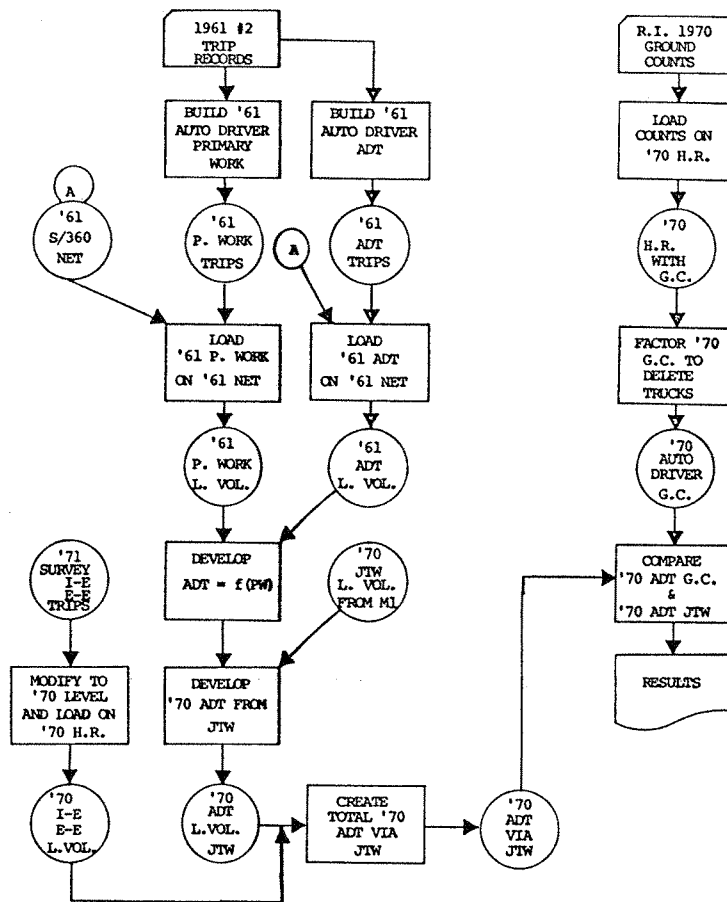 1961 #2
TRIP
RECORDS
BUILD '61
AUTO DRIVER
PRIMARY
WORK
BUILD '61
AUTO DRIVER
ADT
A
'61
S/360
NET
'61
P. WORK
TRIPS
A
'61
ADT
TRIPS
LOAD
'61 P. WORK
ON '61 NET
LOAD
'61 ADT
ON '61 NET
'61
P. WORK
L. VOL.
'61
ADT
L. VOL.
'71
SURVEY
I-E
E-E
TRIPS
DEVELOP
ADT = f(PW)
'70
JTW
L. VOL.
FROM M1
MODIFY TO
'70 LEVEL
AND LOAD ON
'70 H.R.
DEVELOP
'70 ADT FROM
JTW
'70
I-E
E-E
L.VOL.
'70
ADT
L.VOL.
JTW
CREATE
TOTAL '70
ADT VIA
JTW
'70
ADT
VIA
JTW
R.I. 1970
GROUND
COUNTS
LOAD
COUNTS ON
'70 H.R.
'70
H.R.
WITH
G.C.
FACTOR '70
G.C. TO
DELETE
TRUCKS
'70
AUTO
DRIVER
G.C.
COMPARE
'70 ADT G.C.
&
'70 ADT JTW
RESULTS